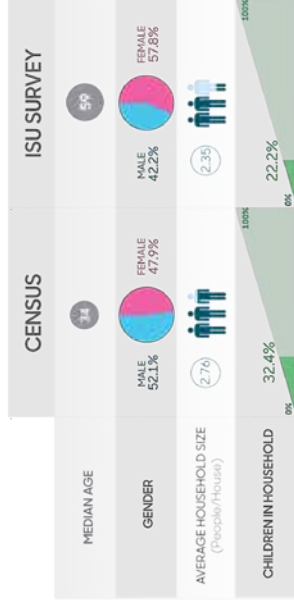 CENSUS
ISU SURVEY
MEDIAN AGE
34
59
GENDER
MALE
52.1%
FEMALE
47.9%
MALE
42.2%
FEMALE
57.8%
AVERAGE HOUSEHOLD SIZE
(People/House)
2.76
2.35
CHILDREN IN HOUSEHOLD
0%
32.4%
100%
0%
22.2%
100%